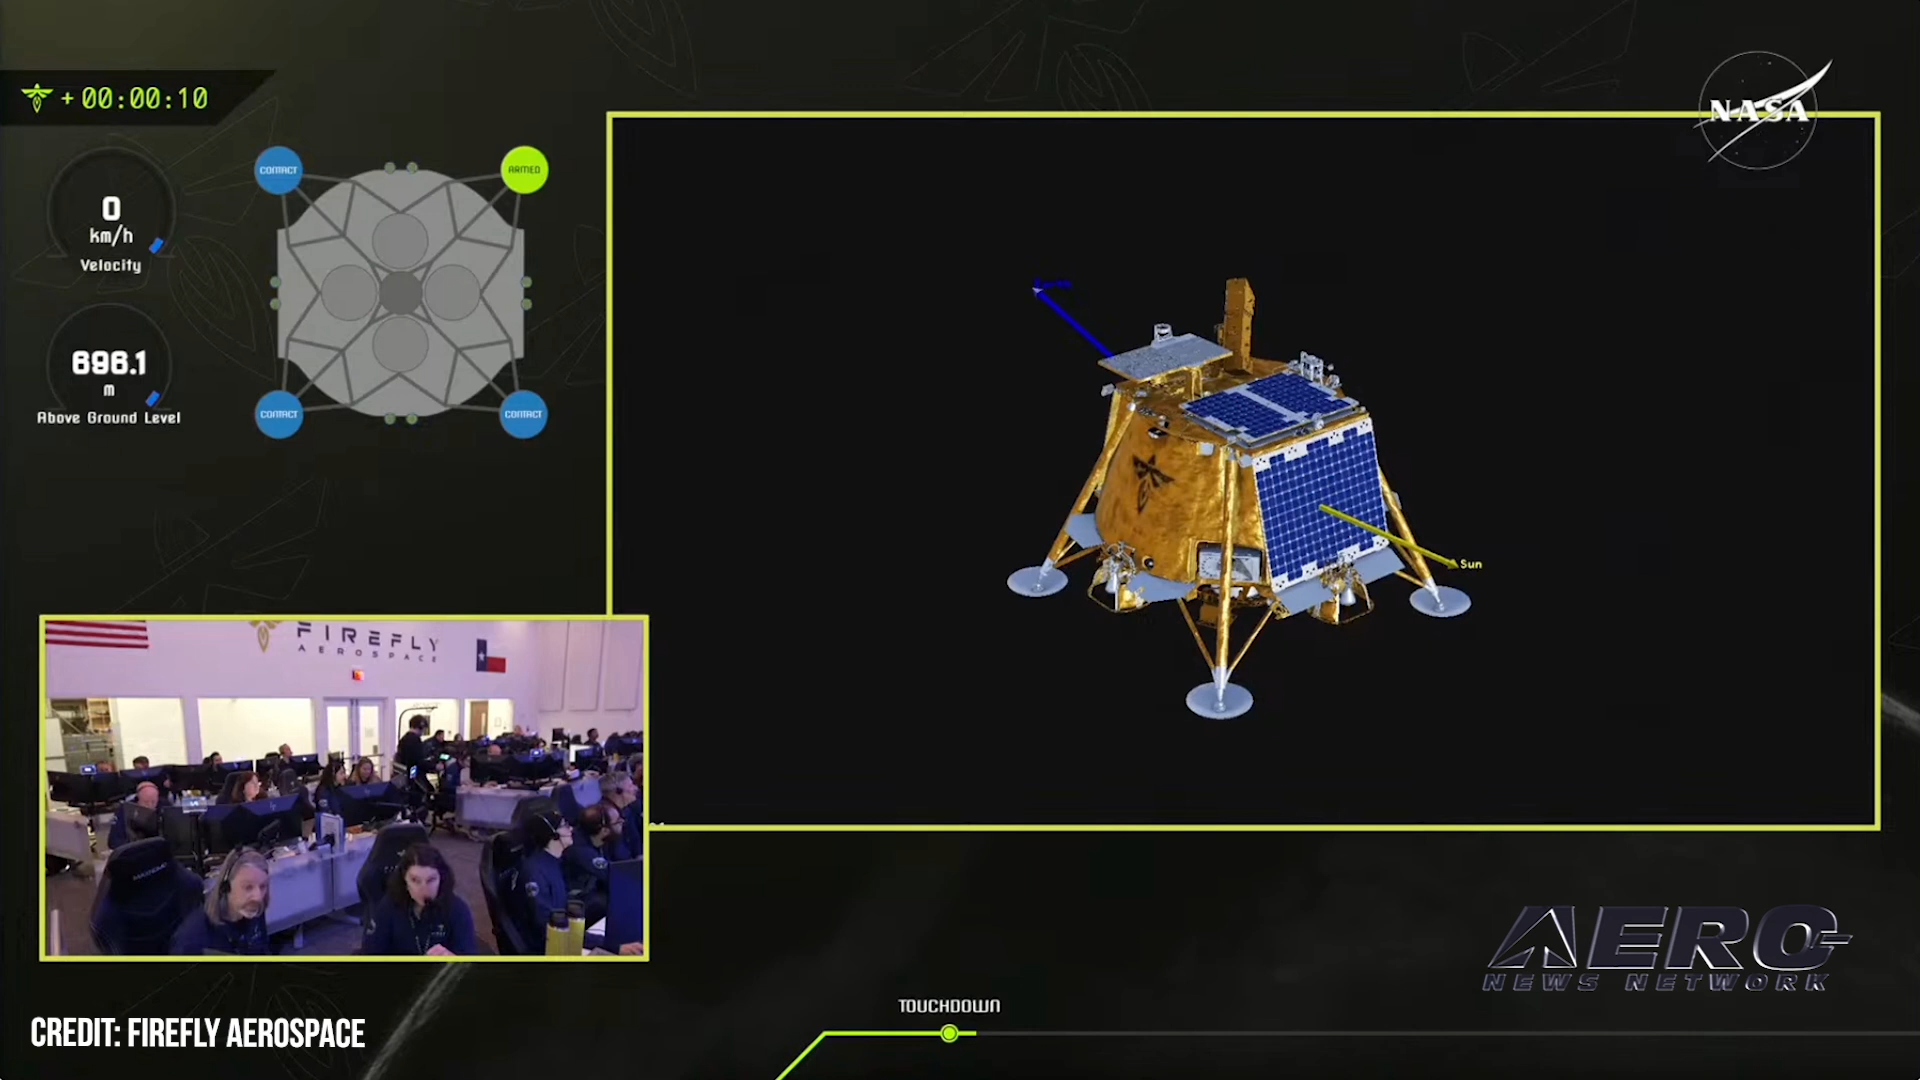 + 00:00:10
NASA
CONTACT
ARMED
0
km/h
Velocity
696.1
m
Above Ground Level
CONTACT
CONTACT
Sun
FIREFLY
AEROSPACE
AERO
NEWS NETWORK
TOUCHDOWN
CREDIT: FIREFLY AEROSPACE